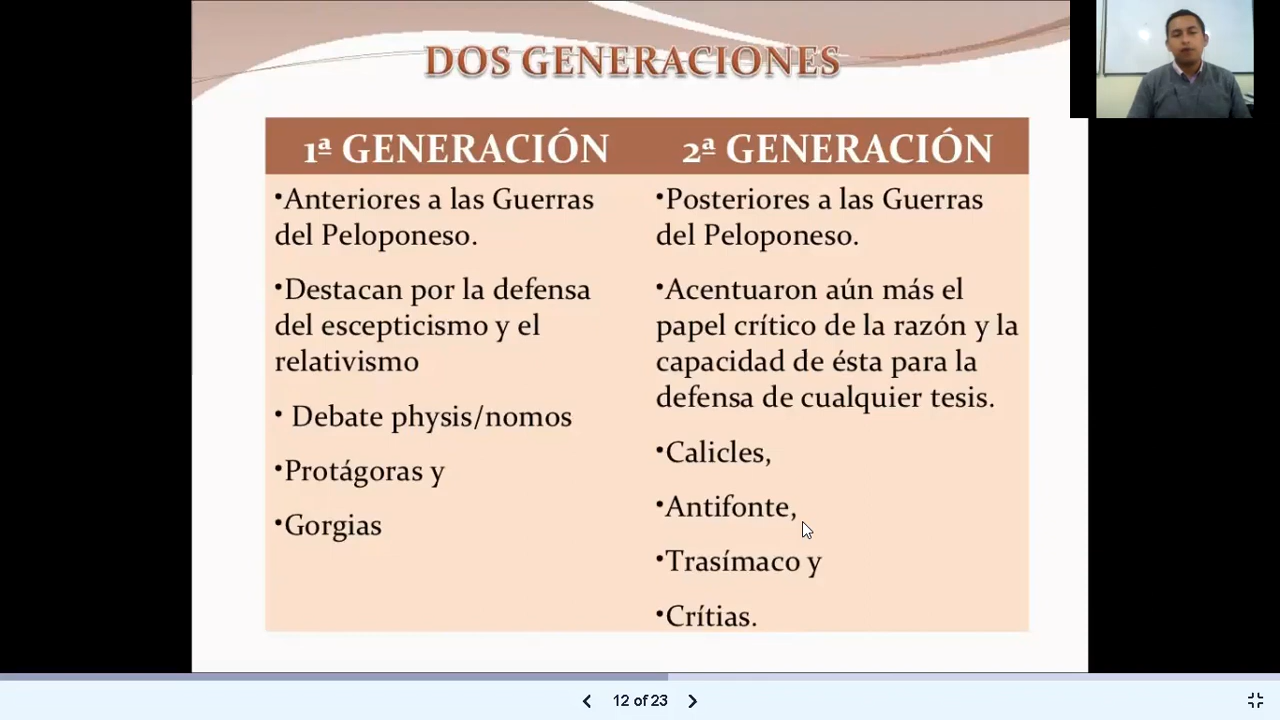 DOS GENERACIONES
1ª GENERACIÓN
•Anteriores a las Guerras
del Peloponeso.
•Destacan por la defensa
del escepticismo y el
relativismo
• Debate physis/nomos
•Protágoras y
•Gorgias
2ª GENERACIÓN
•Posteriores a las Guerras
del Peloponeso.
•Acentuaron aún más el
papel crítico de la razón y la
capacidad de ésta para la
defensa de cualquier tesis.
•Calicles,
•Antifonte,
•Trasímaco y
•Crítias.
12 of 23